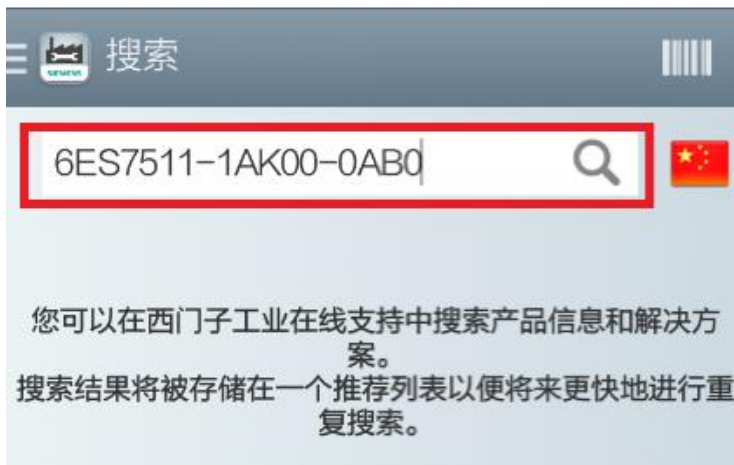 SIEMENS
搜索
6ES7511-1AK00-0AB0
您可以在西门子工业在线支持中搜索产品信息和解决方
案。
搜索结果将被存储在一个推荐列表以便将来更快地进行重
复搜索。